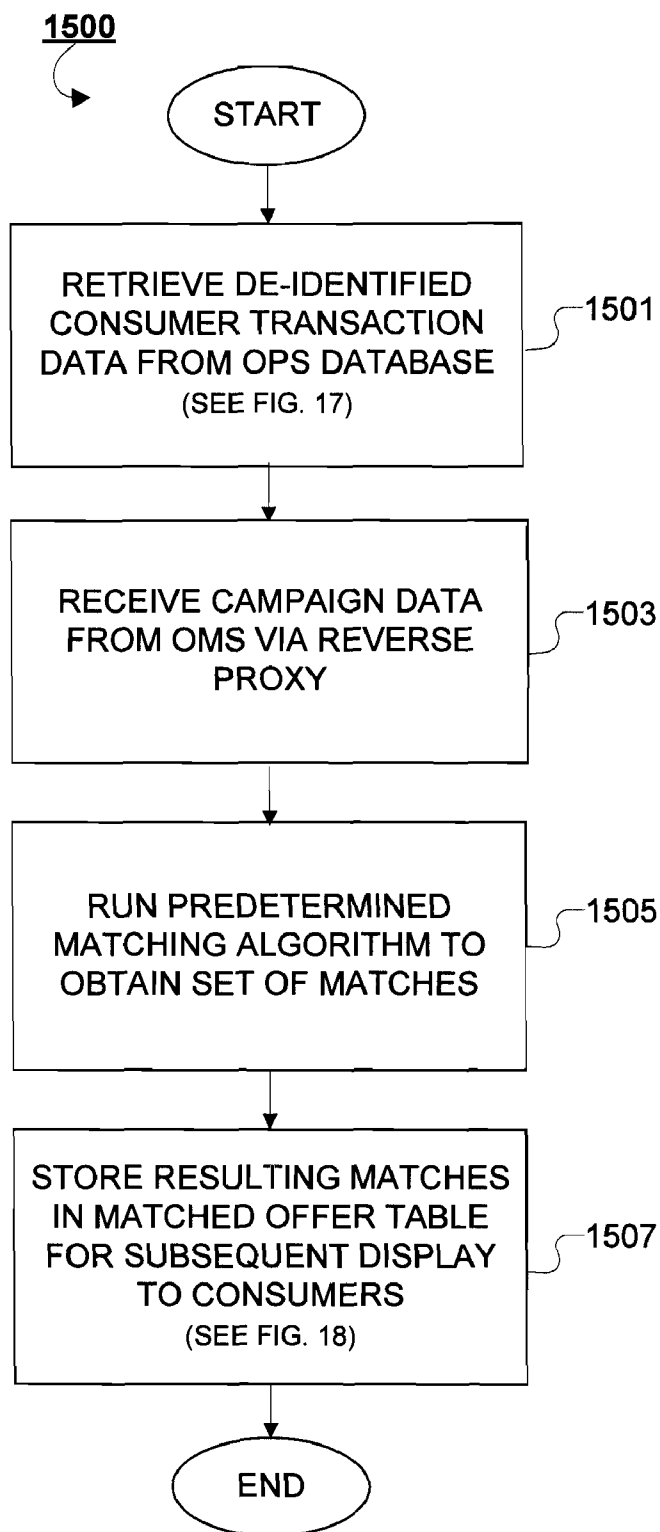 1500
START
RETRIEVE DE-IDENTIFIED
CONSUMER TRANSACTION
DATA FROM OPS DATABASE
(SEE FIG. 17)
1501
RECEIVE CAMPAIGN DATA
FROM OMS VIA REVERSE
PROXY
1503
RUN PREDETERMINED
MATCHING ALGORITHM TO
OBTAIN SET OF MATCHES
1505
STORE RESULTING MATCHES
IN MATCHED OFFER TABLE
FOR SUBSEQUENT DISPLAY
TO CONSUMERS
(SEE FIG. 18)
1507
END